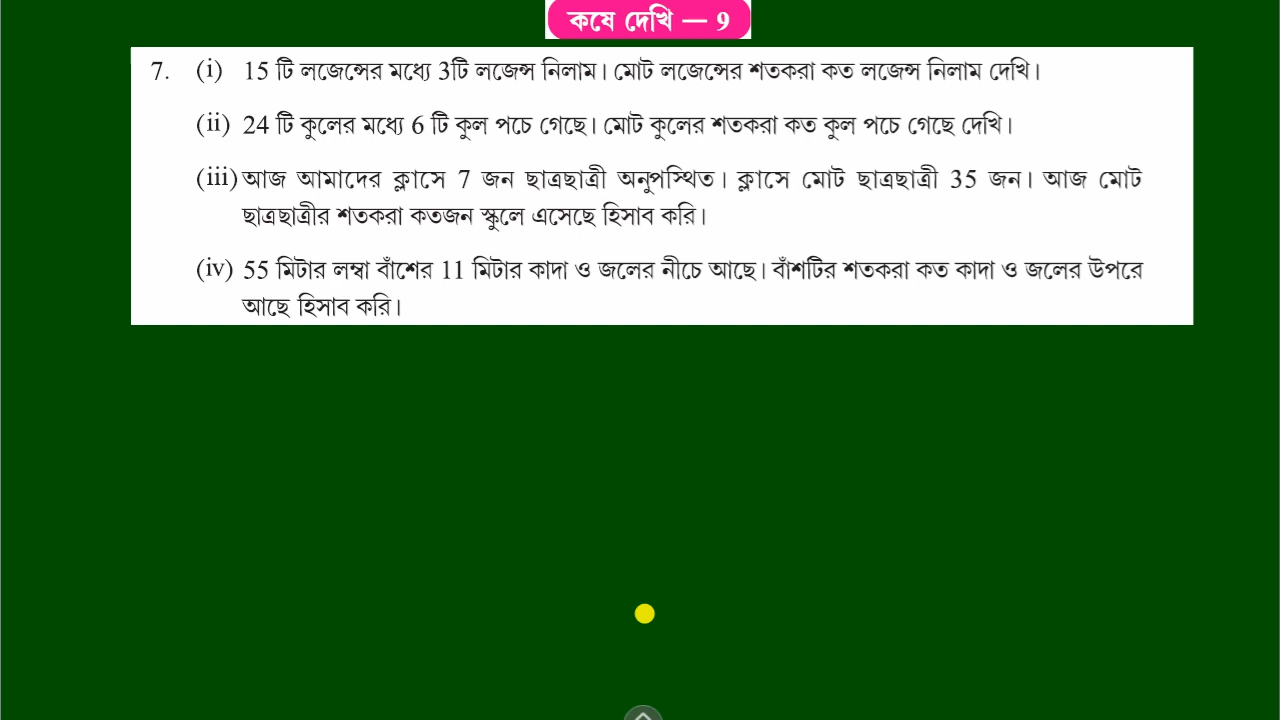 কষে দেখি — 9
7. (i) 15 টি লজেন্সের মধ্যে 3টি লজেন্স নিলাম। মোট লজেন্সের শতকরা কত লজেন্স নিলাম দেখি।
(ii) 24 টি কুলের মধ্যে 6 টি কুল পচে গেছে। মোট কুলের শতকরা কত কুল পচে গেছে দেখি।
(iii) আজ আমাদের ক্লাসে 7 জন ছাত্রছাত্রী অনুপস্থিত। ক্লাসে মোট ছাত্রছাত্রী 35 জন। আজ মোট
ছাত্রছাত্রীর শতকরা কতজন স্কুলে এসেছে হিসাব করি।
(iv) 55 মিটার লম্বা বাঁশের 11 মিটার কাদা ও জলের নীচে আছে। বাঁশটির শতকরা কত কাদা ও জলের উপরে
আছে হিসাব করি।